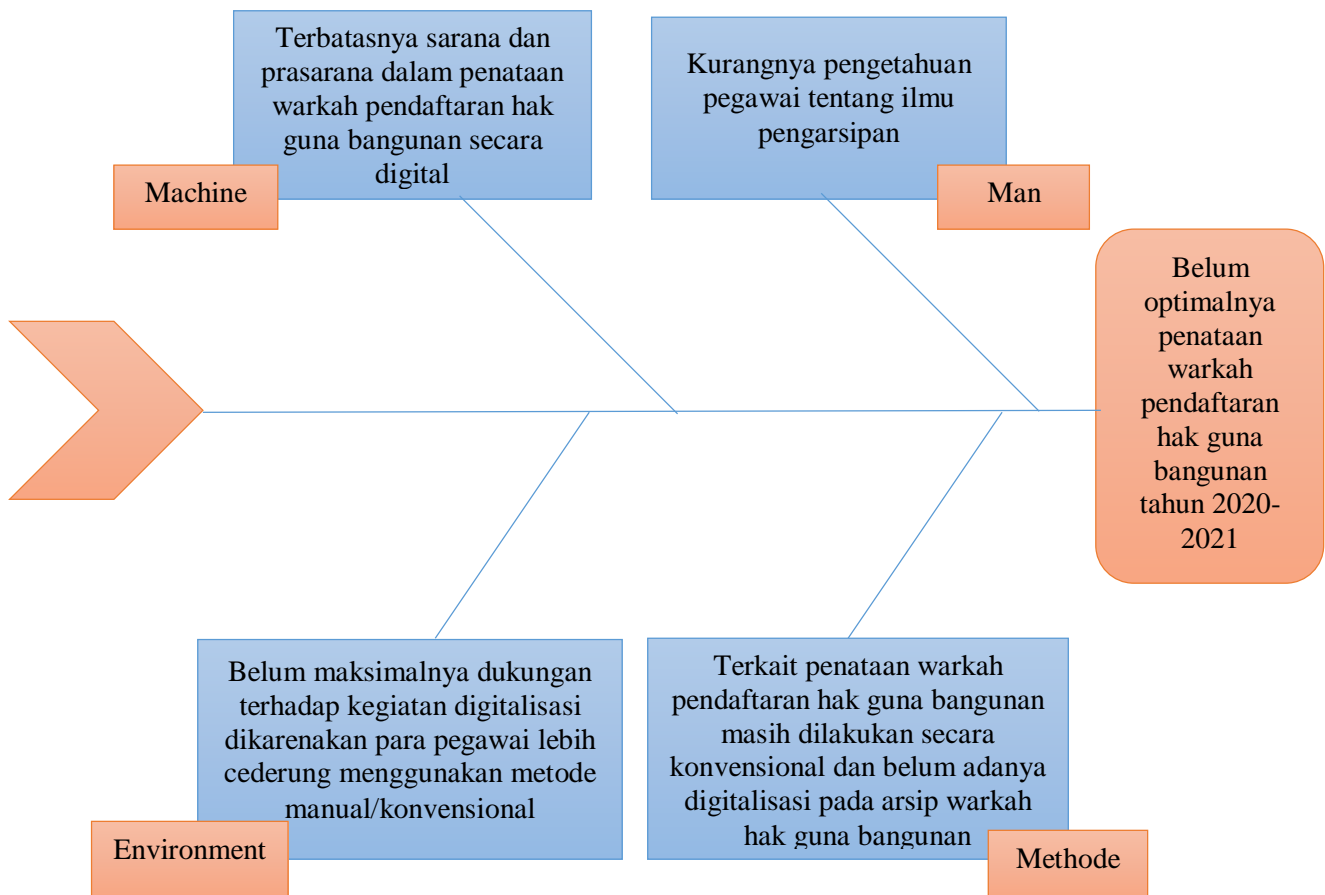 Terbatasnya sarana dan
prasarana dalam penataan
warkah pendaftaran hak
guna bangunan secara
digital
Machine
Kurangnya pengetahuan
pegawai tentang ilmu
pengarsipan
Man
Belum
optimalnya
penataan
warkah
pendaftaran
hak guna
bangunan
tahun 2020-
2021
Belum maksimalnya dukungan
terhadap kegiatan digitalisasi
dikarenakan para pegawai lebih
cederung menggunakan metode
manual/konvensional
Environment
Terkait penataan warkah
pendaftaran hak guna bangunan
masih dilakukan secara
konvensional dan belum adanya
digitalisasi pada arsip warkah
hak guna bangunan
Methode